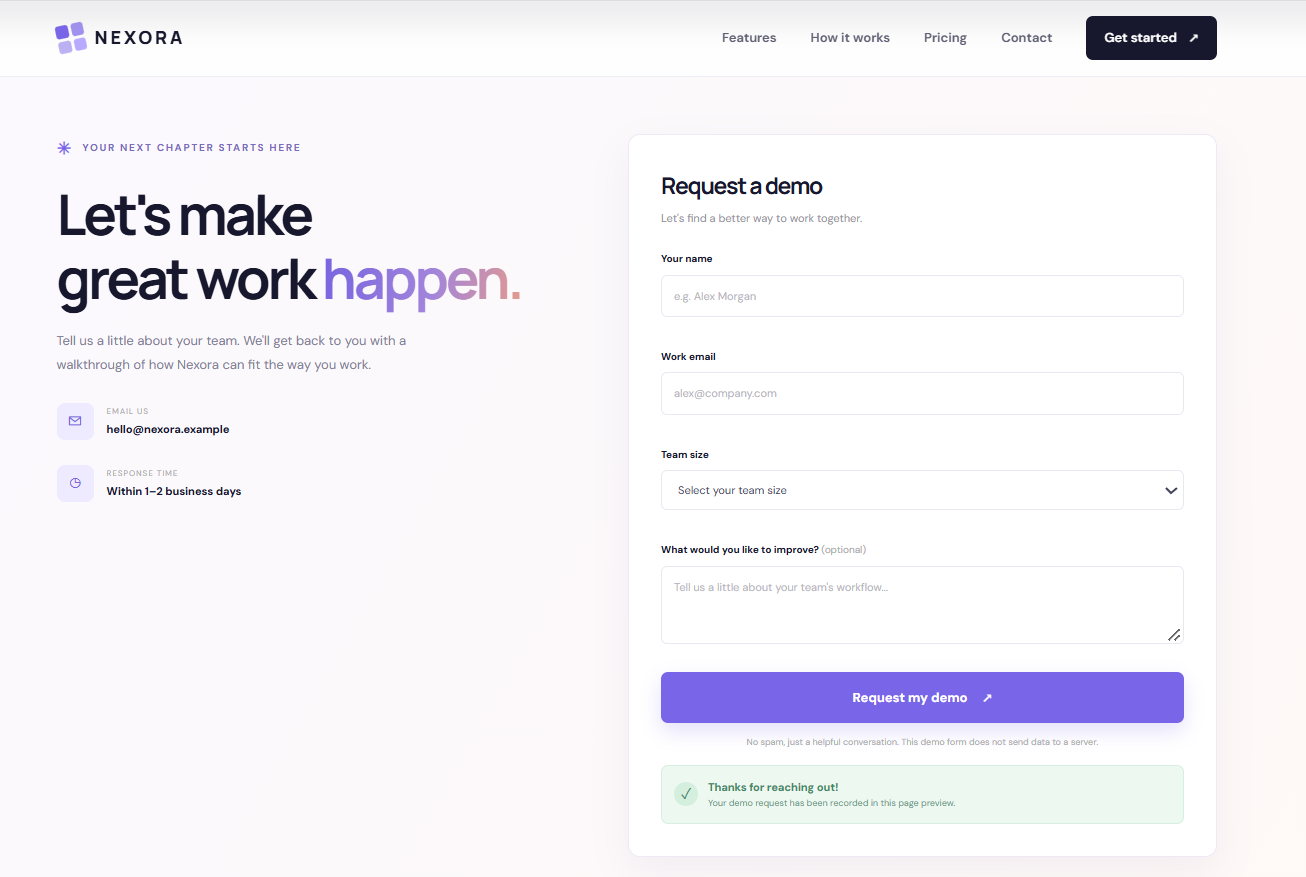 NEXORA
Features
How it works
Pricing
Contact
Get started ↗
YOUR NEXT CHAPTER STARTS HERE
Let's make
great work happen.
Tell us a little about your team. We'll get back to you with a
walkthrough of how Nexora can fit the way you work.
EMAIL US
hello@nexora.example
RESPONSE TIME
Within 1–2 business days
Request a demo
Let's find a better way to work together.
Your name
e.g. Alex Morgan
Work email
alex@company.com
Team size
Select your team size
What would you like to improve? (optional)
Tell us a little about your team's workflow...
Request my demo ↗
No spam, just a helpful conversation. This demo form does not send data to a server.
Thanks for reaching out!
Your demo request has been recorded in this page preview.